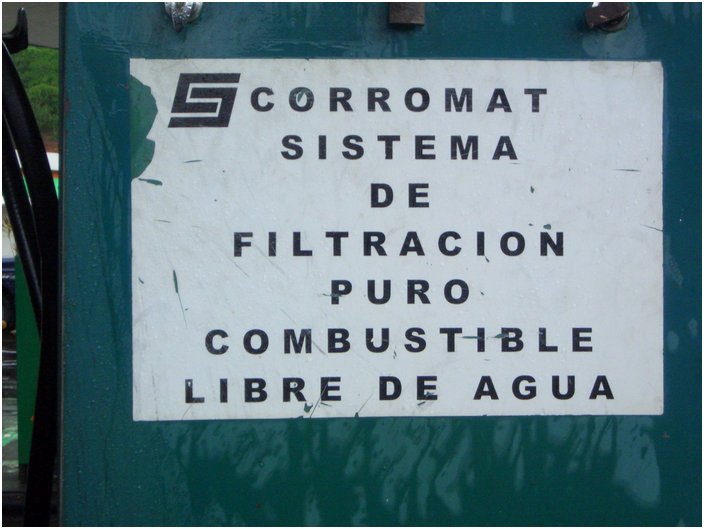 CORROMAT
SISTEMA
DE
FILTRACION
PURO
COMBUSTIBLE
LIBRE DE AGUA